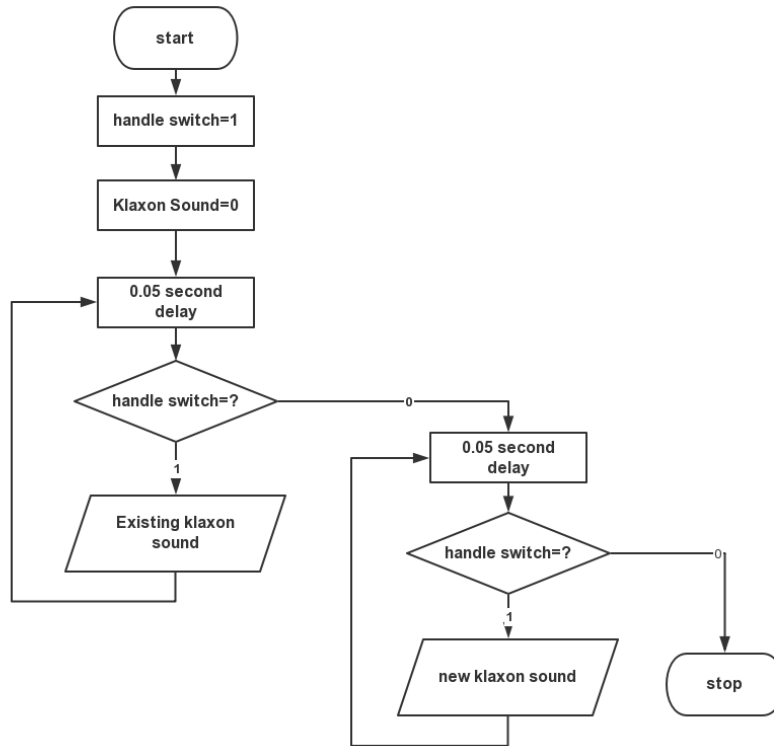 start
handle switch=1
Klaxon Sound=0
0.05 second
delay
handle switch=?
0
1
Existing klaxon
sound
0.05 second
delay
handle switch=?
0
1
new klaxon sound
stop